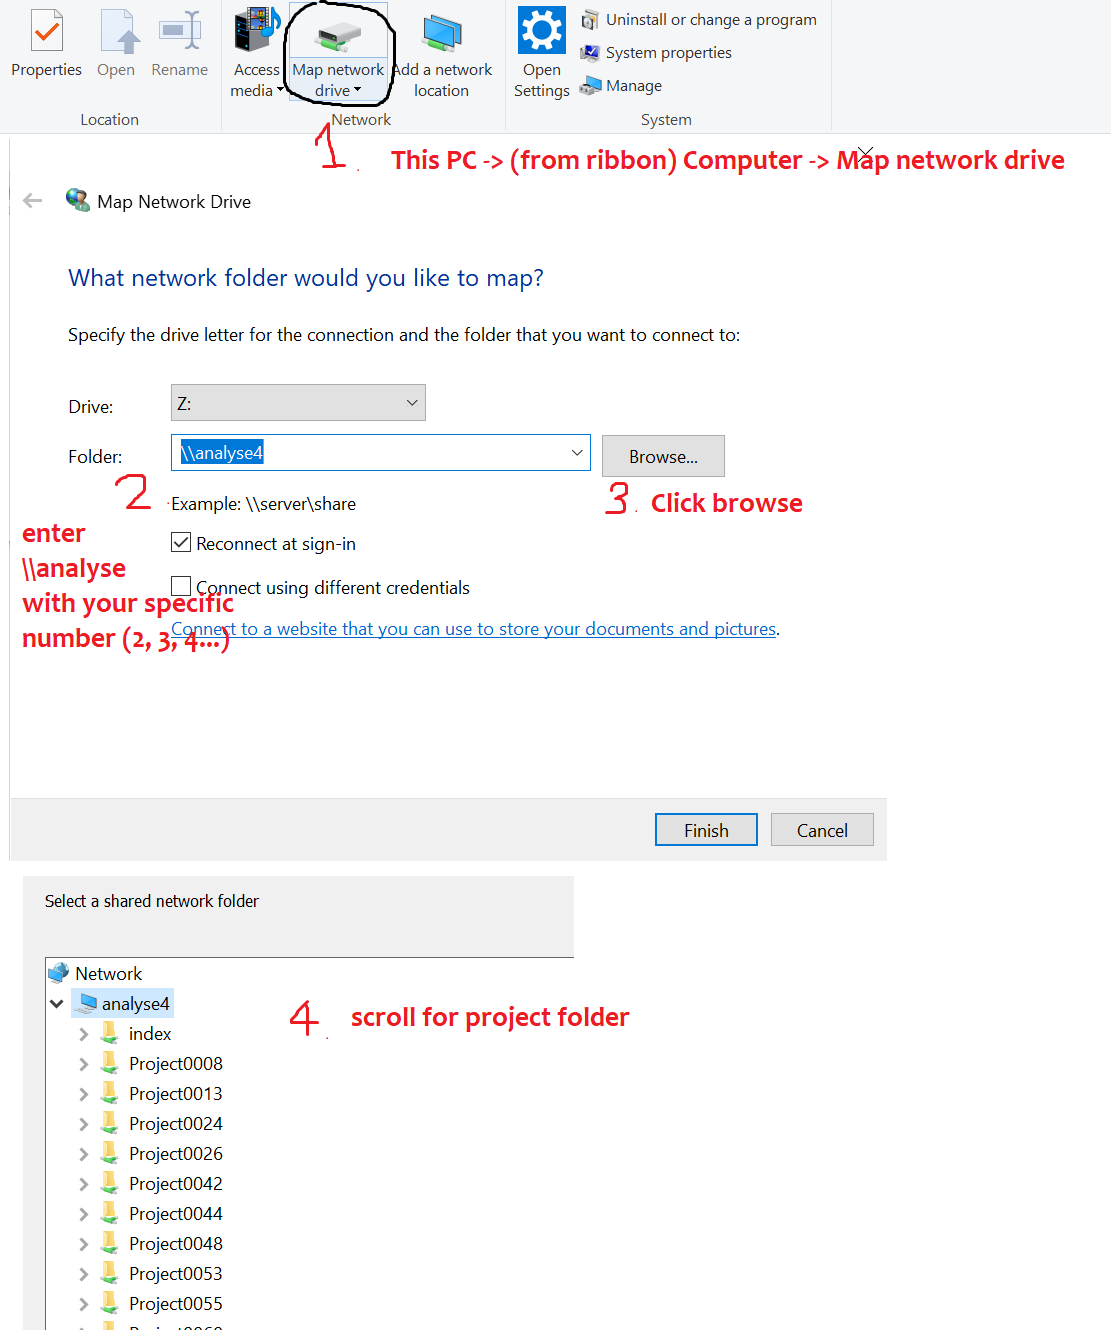 Properties Open Rename Access media Map network drive Add a network location Open Settings
Uninstall or change a program
System properties
Manage
Location Network System
1. This PC -> (from ribbon) Computer -> Map network drive
Map Network Drive
What network folder would you like to map?
Specify the drive letter for the connection and the folder that you want to connect to:
Drive: Z:
Folder: \\analyse4 Browse...
2 Example: \\server\share
3. Click browse
enter
\\analyse
with your specific
number (2, 3, 4...)
Reconnect at sign-in
Connect using different credentials
Connect to a website that you can use to store your documents and pictures.
Finish Cancel
Select a shared network folder
Network
analyse4
4. scroll for project folder
index
Project0008
Project0013
Project0024
Project0026
Project0042
Project0044
Project0048
Project0053
Project0055